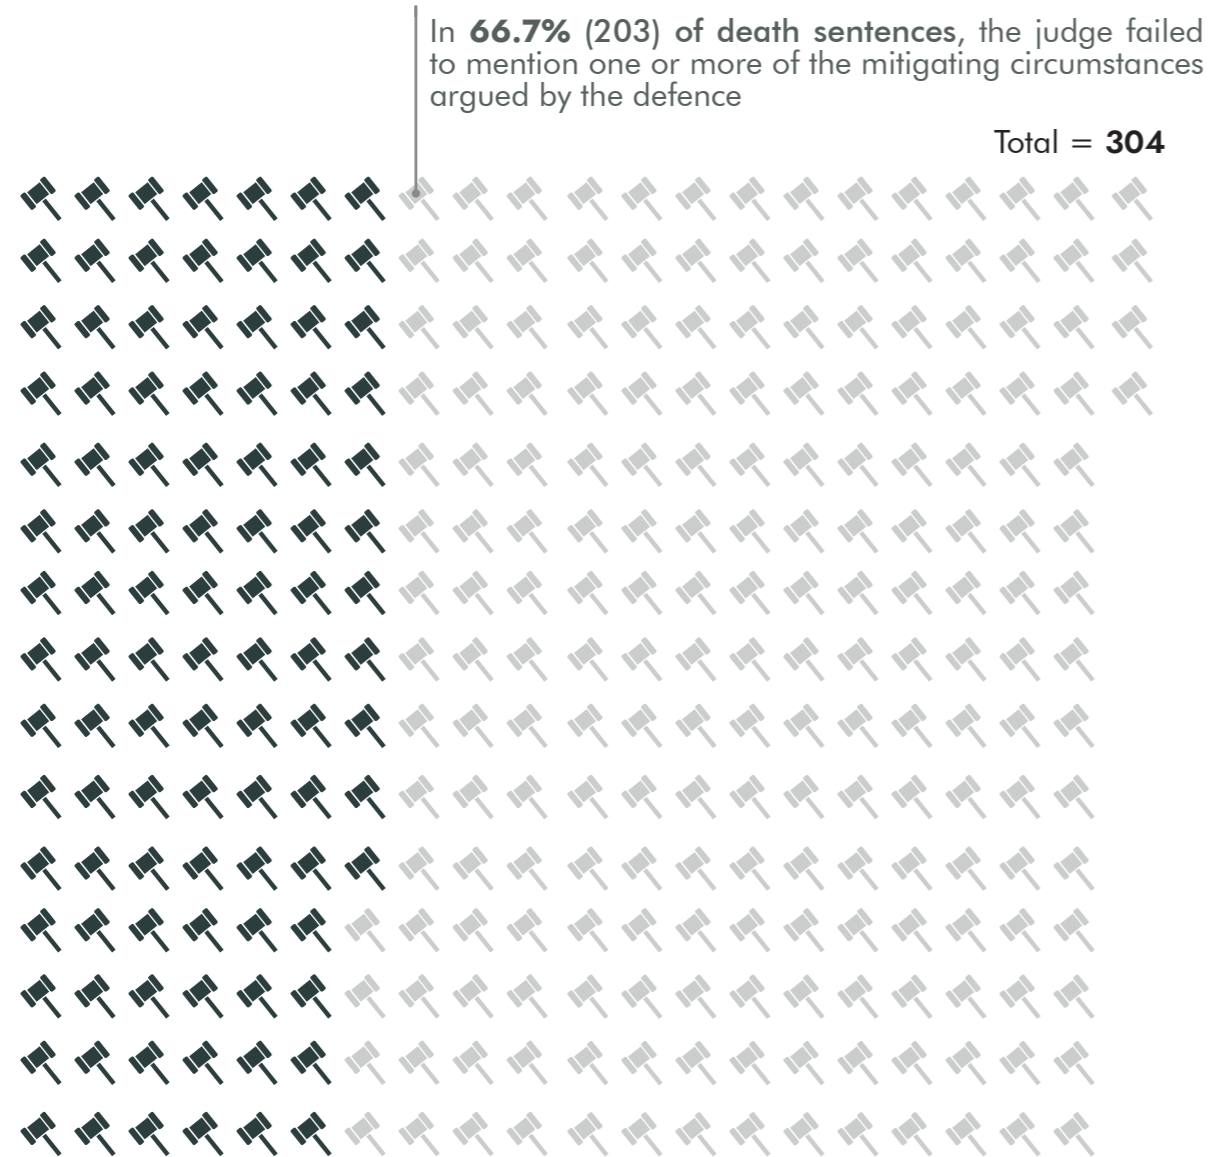 In 66.7% (203) of death sentences, the judge failed
to mention one or more of the mitigating circumstances
argued by the defence
Total = 304